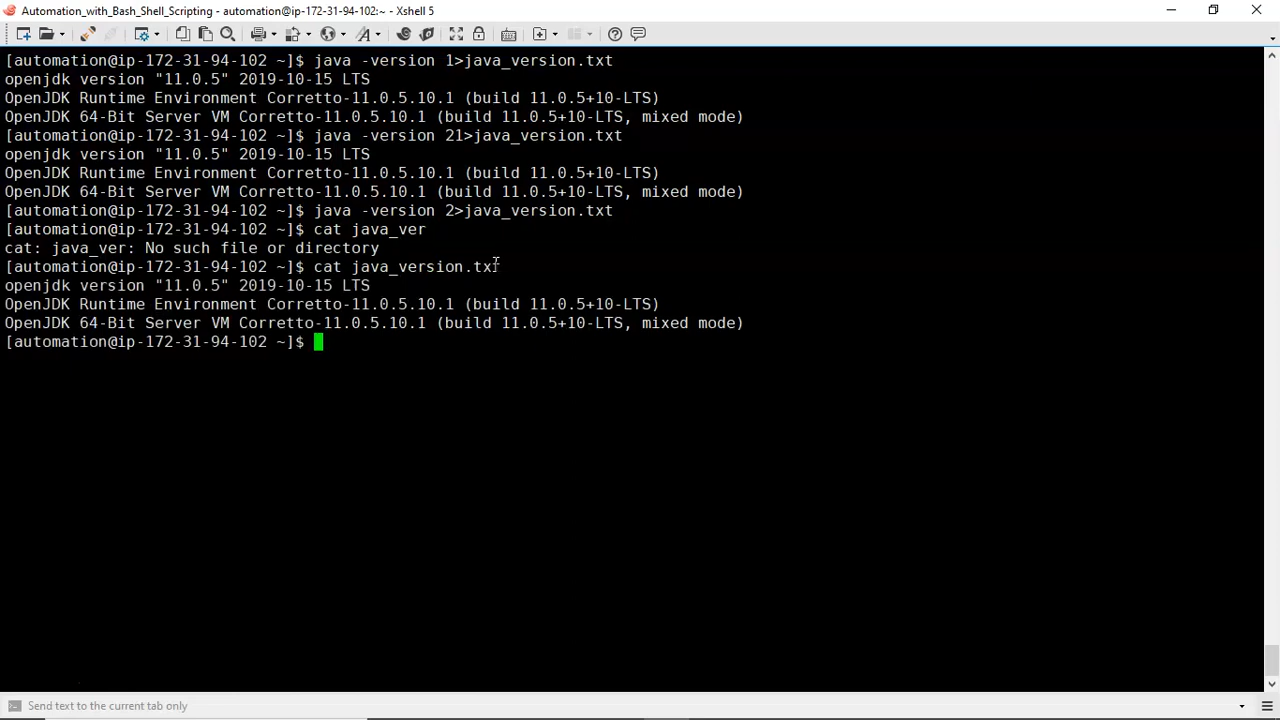 Automation_with_Bash_Shell_Scripting - automation@ip-172-31-94-102:~ - Xshell 5
[automation@ip-172-31-94-102 ~]$ java -version 1>java_version.txt
openjdk version "11.0.5" 2019-10-15 LTS
OpenJDK Runtime Environment Corretto-11.0.5.10.1 (build 11.0.5+10-LTS)
OpenJDK 64-Bit Server VM Corretto-11.0.5.10.1 (build 11.0.5+10-LTS, mixed mode)
[automation@ip-172-31-94-102 ~]$ java -version 21>java_version.txt
openjdk version "11.0.5" 2019-10-15 LTS
OpenJDK Runtime Environment Corretto-11.0.5.10.1 (build 11.0.5+10-LTS)
OpenJDK 64-Bit Server VM Corretto-11.0.5.10.1 (build 11.0.5+10-LTS, mixed mode)
[automation@ip-172-31-94-102 ~]$ java -version 2>java_version.txt
[automation@ip-172-31-94-102 ~]$ cat java_ver
cat: java_ver: No such file or directory
[automation@ip-172-31-94-102 ~]$ cat java_version.txt
openjdk version "11.0.5" 2019-10-15 LTS
OpenJDK Runtime Environment Corretto-11.0.5.10.1 (build 11.0.5+10-LTS)
OpenJDK 64-Bit Server VM Corretto-11.0.5.10.1 (build 11.0.5+10-LTS, mixed mode)
[automation@ip-172-31-94-102 ~]$
Send text to the current tab only